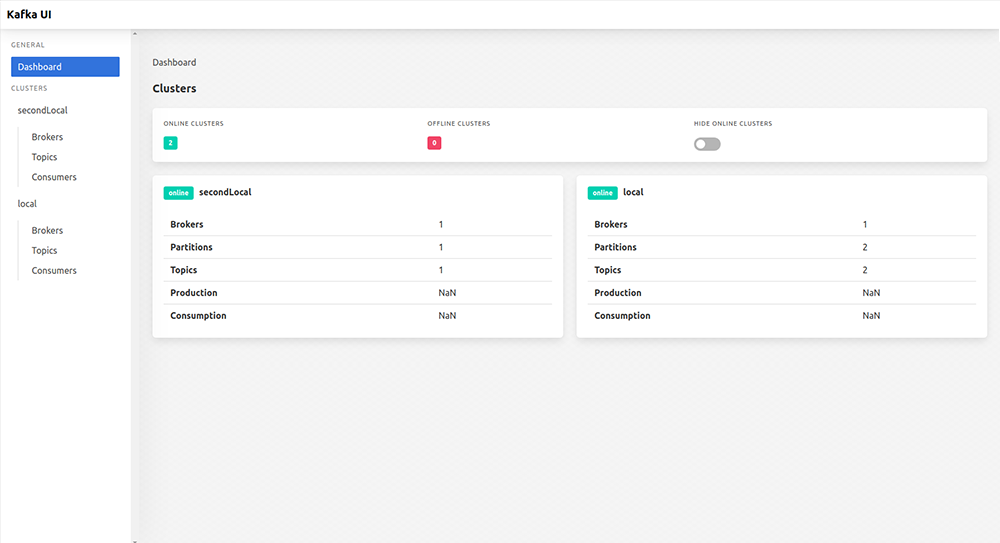 Kafka UI
GENERAL
Dashboard
CLUSTERS
secondLocal
Brokers
Topics
Consumers
local
Brokers
Topics
Consumers
Dashboard
Clusters
ONLINE CLUSTERS
2
OFFLINE CLUSTERS
0
HIDE ONLINE CLUSTERS
online secondLocal
Brokers 1
Partitions 1
Topics 1
Production NaN
Consumption NaN
online local
Brokers 1
Partitions 2
Topics 2
Production NaN
Consumption NaN